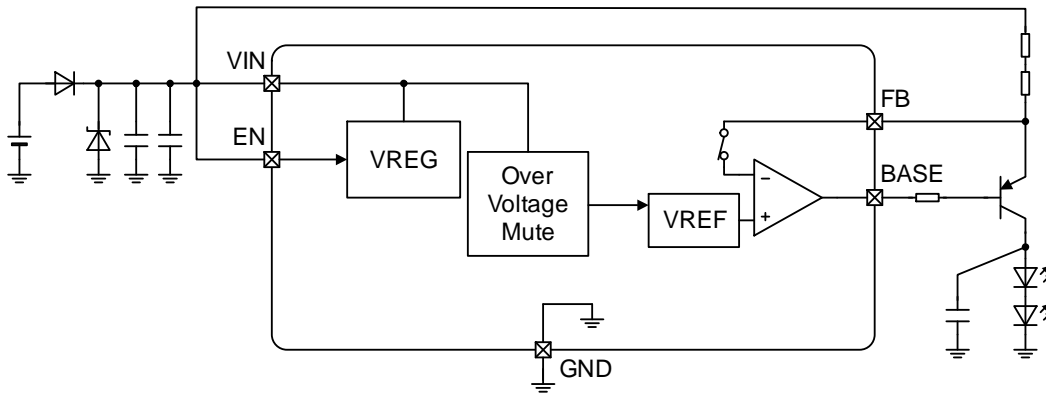 VIN
FB
EN
VREG
BASE
Over
Voltage
Mute
VREF
−
+
GND